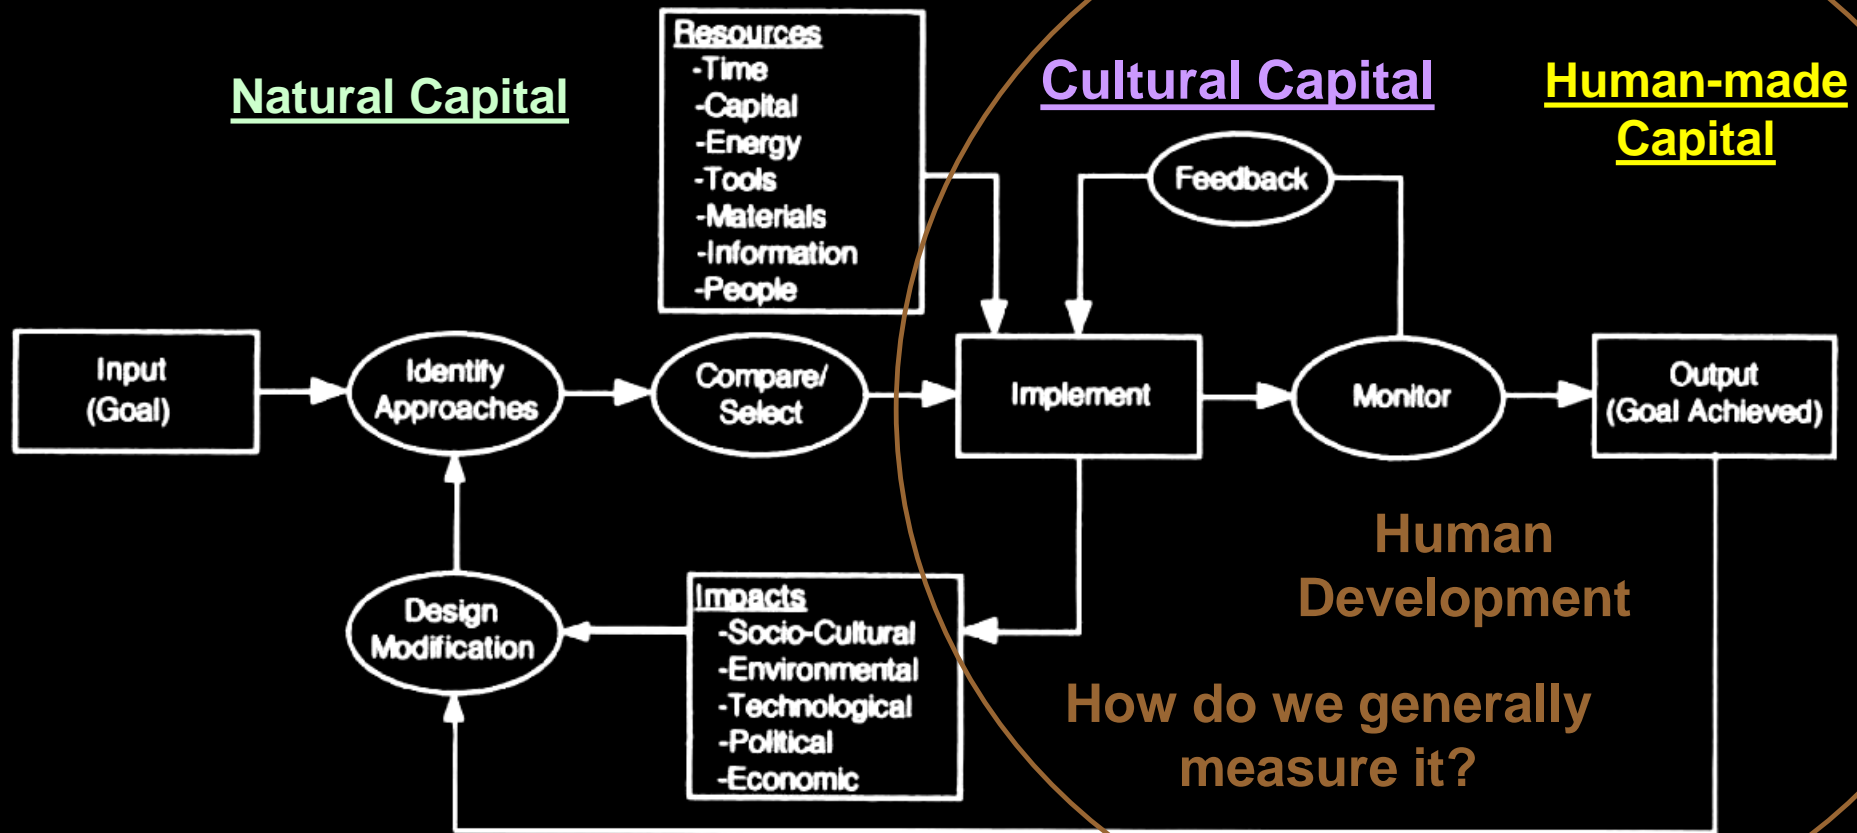 Natural Capital
Resources
-Time
-Capital
-Energy
-Tools
-Materials
-Information
-People
Cultural Capital
Human-made
Capital
Feedback
Input
(Goal)
Identify
Approaches
Compare/
Select
Implement
Monitor
Output
(Goal Achieved)
Design
Modification
Impacts
-Socio-Cultural
-Environmental
-Technological
-Political
-Economic
Human
Development
How do we generally
measure it?